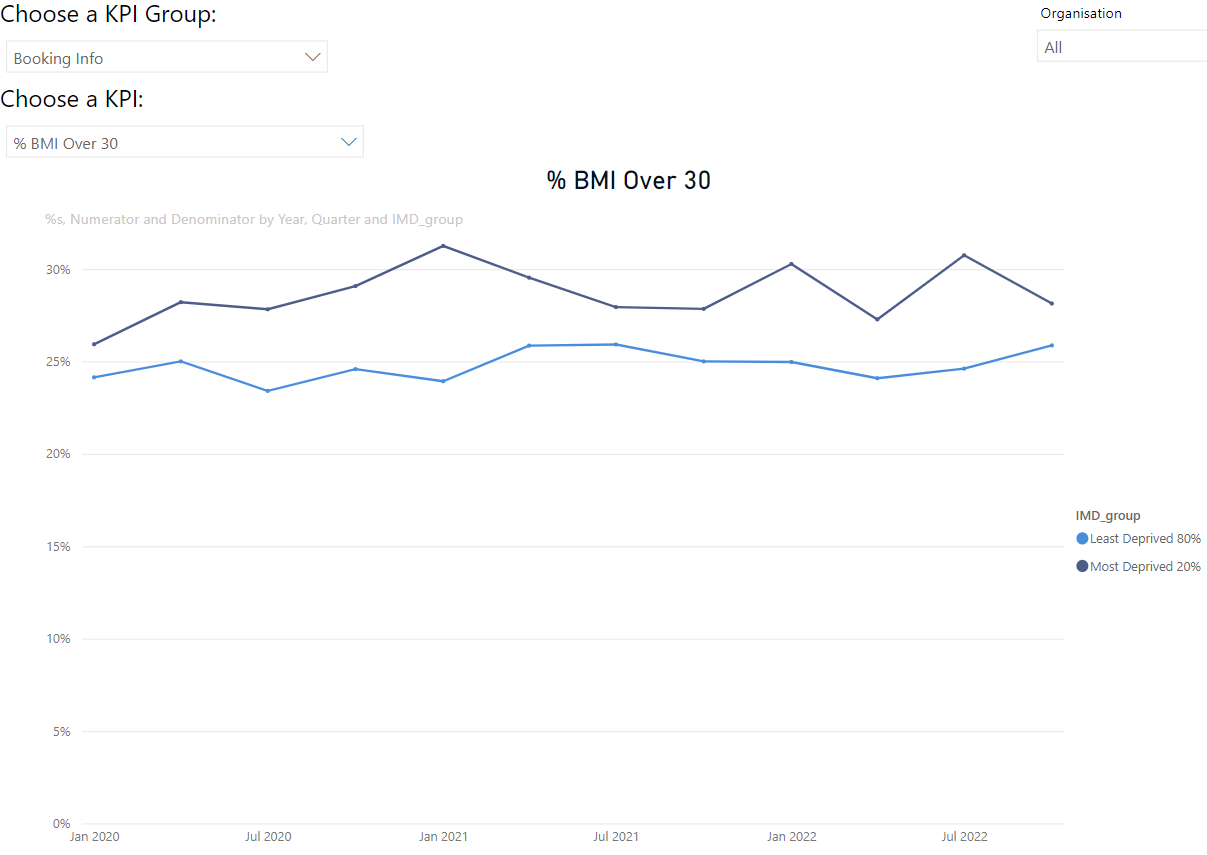 Choose a KPI Group:
Organisation
Booking Info
All
Choose a KPI:
% BMI Over 30
% BMI Over 30
%s, Numerator and Denominator by Year, Quarter and IMD_group
30%
25%
20%
15%
10%
5%
0%
IMD_group
Least Deprived 80%
Most Deprived 20%
Jan 2020 Jul 2020 Jan 2021 Jul 2021 Jan 2022 Jul 2022